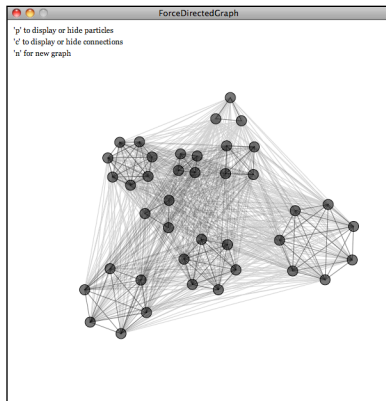 ForceDirectedGraph
'p' to display or hide particles
'c' to display or hide connections
'n' for new graph